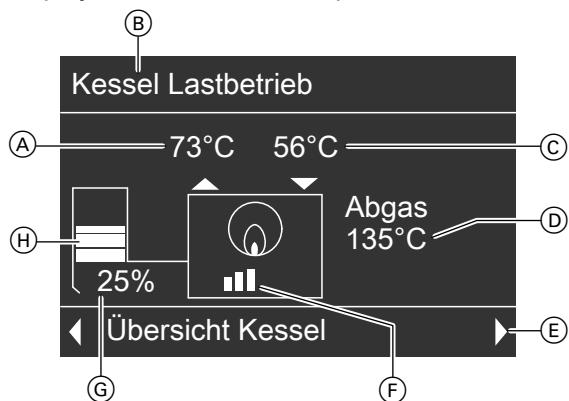 B
Kessel Lastbetrieb
A 73°C 56°C C
Abgas
135°C D
H
25%
Übersicht Kessel E
G F